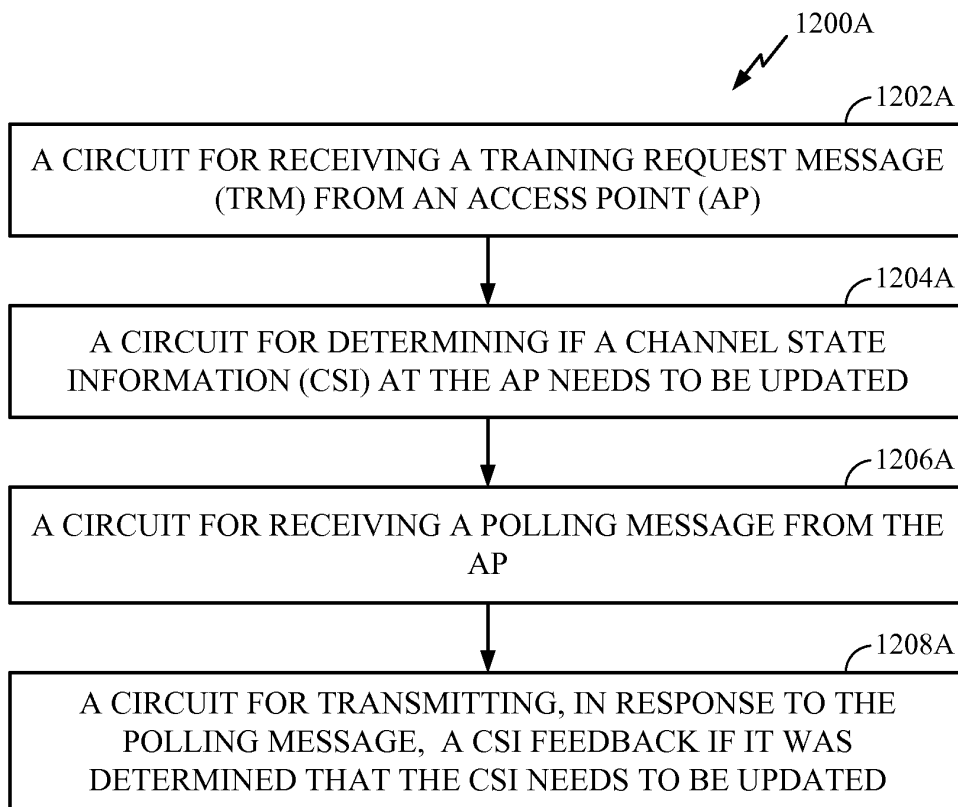 1200A
1202A
A CIRCUIT FOR RECEIVING A TRAINING REQUEST MESSAGE
(TRM) FROM AN ACCESS POINT (AP)
1204A
A CIRCUIT FOR DETERMINING IF A CHANNEL STATE
INFORMATION (CSI) AT THE AP NEEDS TO BE UPDATED
1206A
A CIRCUIT FOR RECEIVING A POLLING MESSAGE FROM THE
AP
1208A
A CIRCUIT FOR TRANSMITTING, IN RESPONSE TO THE
POLLING MESSAGE, A CSI FEEDBACK IF IT WAS
DETERMINED THAT THE CSI NEEDS TO BE UPDATED